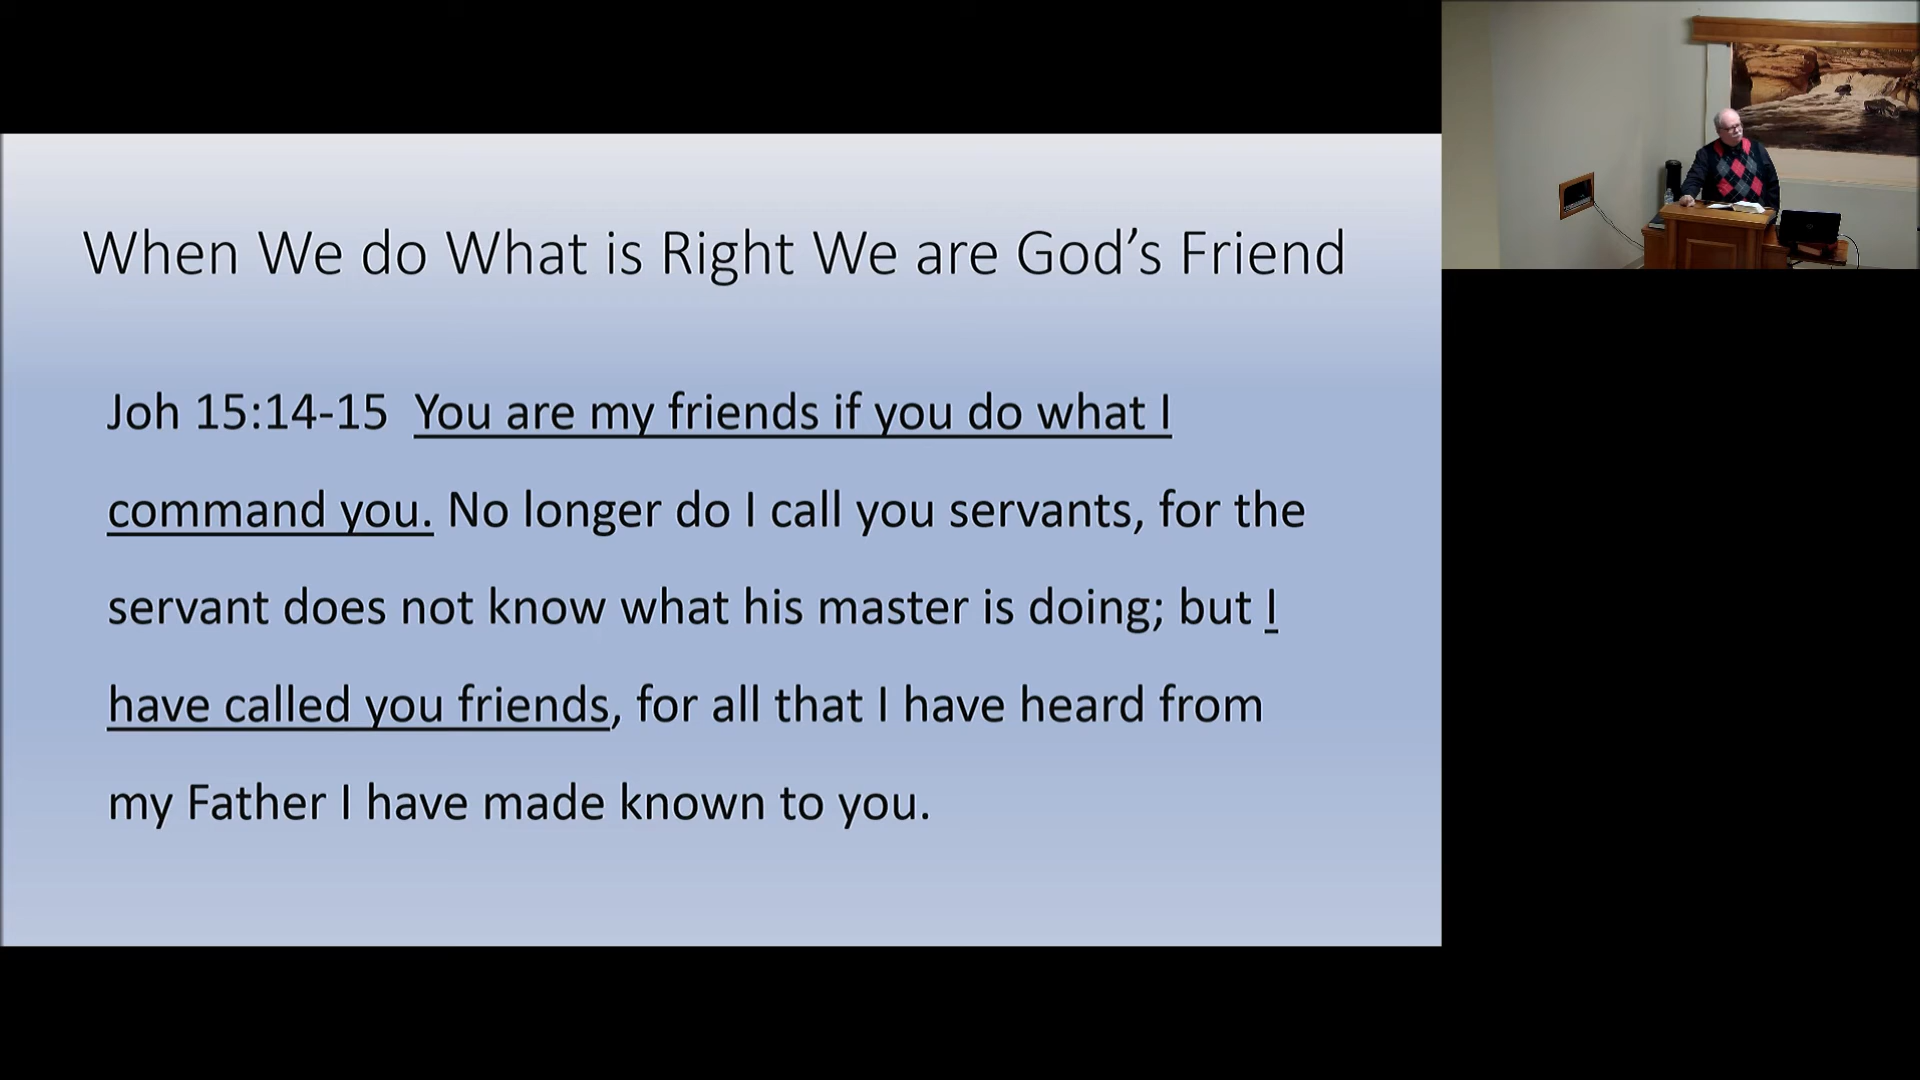 When We do What is Right We are God’s Friend
Joh 15:14-15  You are my friends if you do what I
command you. No longer do I call you servants, for the
servant does not know what his master is doing; but I
have called you friends, for all that I have heard from
my Father I have made known to you.